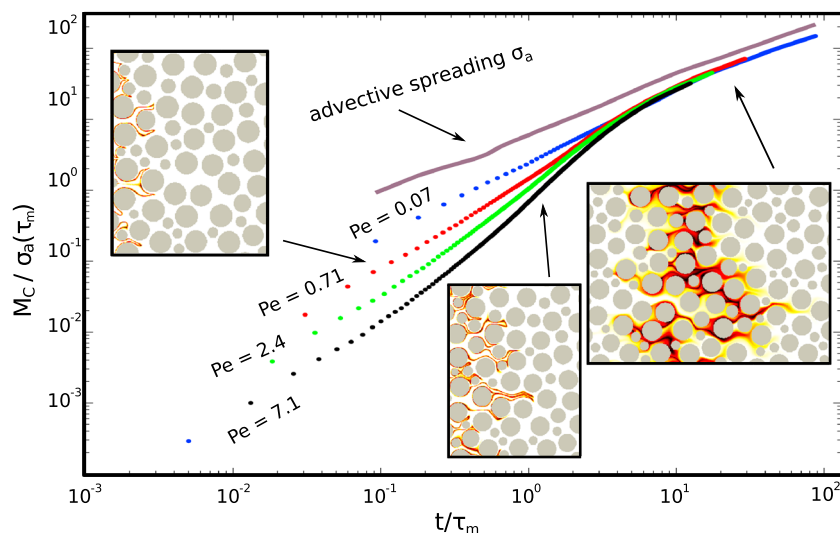 10²
10¹
10⁰
10⁻¹
10⁻²
10⁻³
M_C / σ_a(τ_m)
advective spreading σ_a
Pe = 0.07
Pe = 0.71
Pe = 2.4
Pe = 7.1
10⁻³ 10⁻² 10⁻¹ 10⁰ 10¹ 10²
t/τ_m